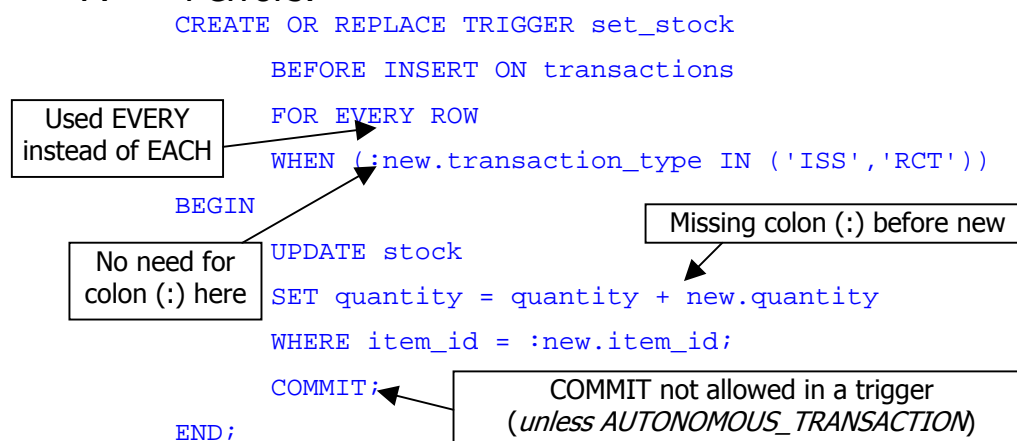 CREATE OR REPLACE TRIGGER set_stock
BEFORE INSERT ON transactions
Used EVERY
instead of EACH
FOR EVERY ROW
WHEN (:new.transaction_type IN ('ISS','RCT'))
BEGIN
Missing colon (:) before new
No need for
colon (:) here
UPDATE stock
SET quantity = quantity + new.quantity
WHERE item_id = :new.item_id;
COMMIT;
COMMIT not allowed in a trigger
(unless AUTONOMOUS_TRANSACTION)
END;